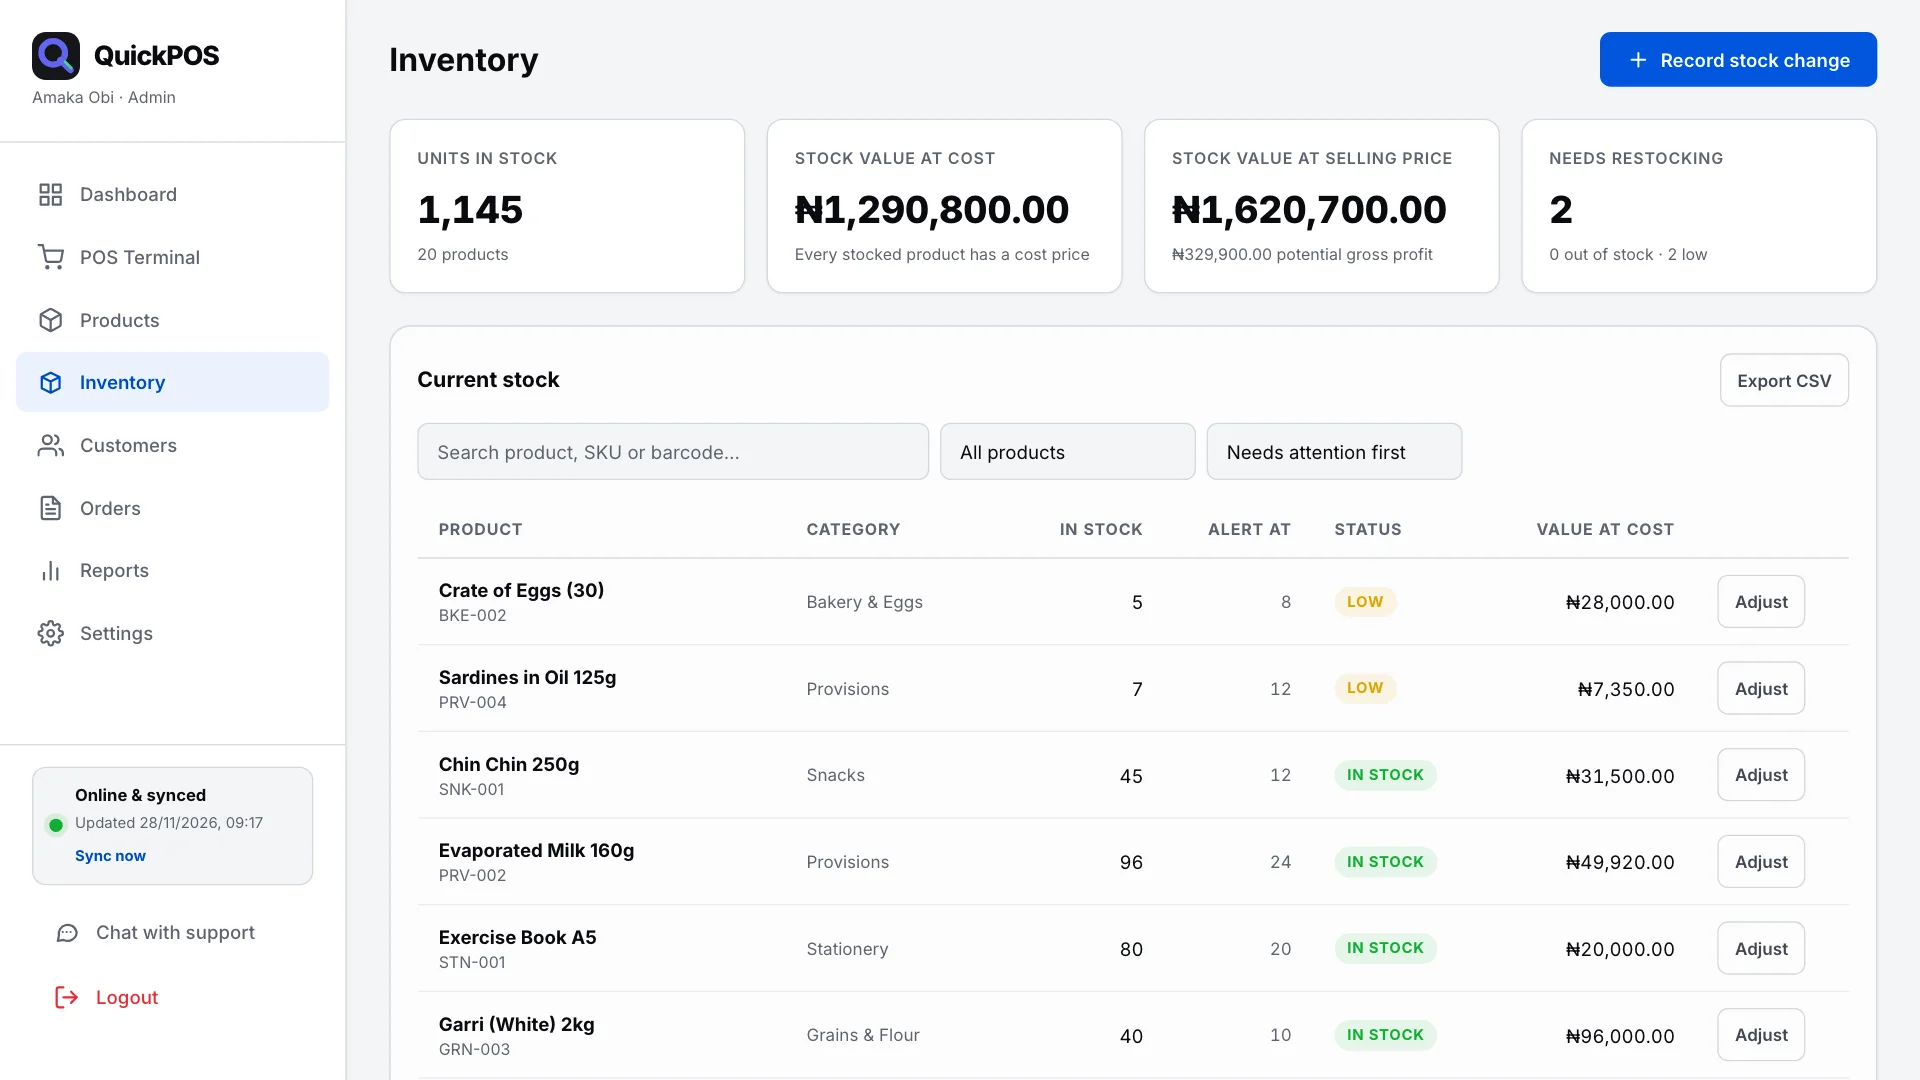 QuickPOS
Amaka Obi · Admin
Dashboard
POS Terminal
Products
Inventory
Customers
Orders
Reports
Settings
Online & synced
Updated 28/11/2026, 09:17
Sync now
Chat with support
Logout
Inventory
+ Record stock change
UNITS IN STOCK
1,145
20 products
STOCK VALUE AT COST
₦1,290,800.00
Every stocked product has a cost price
STOCK VALUE AT SELLING PRICE
₦1,620,700.00
₦329,900.00 potential gross profit
NEEDS RESTOCKING
2
0 out of stock · 2 low
Current stock
Export CSV
Search product, SKU or barcode...
All products
Needs attention first
PRODUCT CATEGORY IN STOCK ALERT AT STATUS VALUE AT COST
Crate of Eggs (30) Bakery & Eggs 5 8 LOW ₦28,000.00 Adjust
BKE-002
Sardines in Oil 125g Provisions 7 12 LOW ₦7,350.00 Adjust
PRV-004
Chin Chin 250g Snacks 45 12 IN STOCK ₦31,500.00 Adjust
SNK-001
Evaporated Milk 160g Provisions 96 24 IN STOCK ₦49,920.00 Adjust
PRV-002
Exercise Book A5 Stationery 80 20 IN STOCK ₦20,000.00 Adjust
STN-001
Garri (White) 2kg Grains & Flour 40 10 IN STOCK ₦96,000.00 Adjust
GRN-003